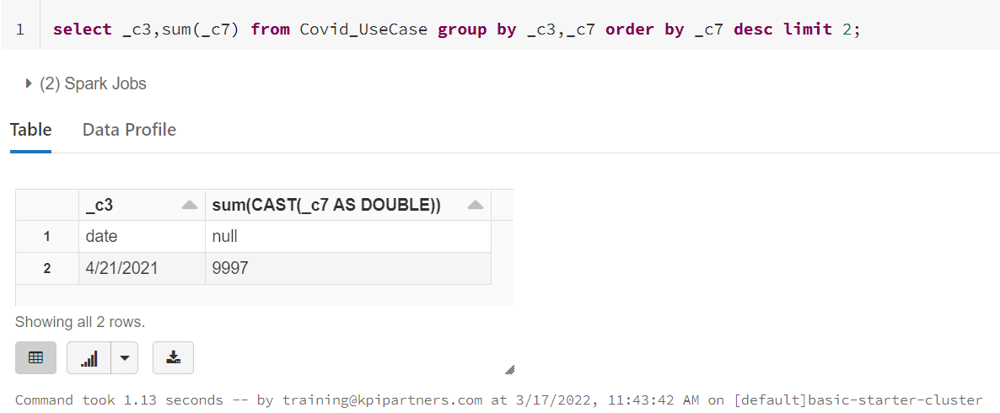 1 select _c3,sum(_c7) from Covid_UseCase group by _c3,_c7 order by _c7 desc limit 2;
(2) Spark Jobs
Table Data Profile
_c3 sum(CAST(_c7 AS DOUBLE))
1 date null
2 4/21/2021 9997
Showing all 2 rows.
Command took 1.13 seconds -- by training@kpipartners.com at 3/17/2022, 11:43:42 AM on [default]basic-starter-cluster